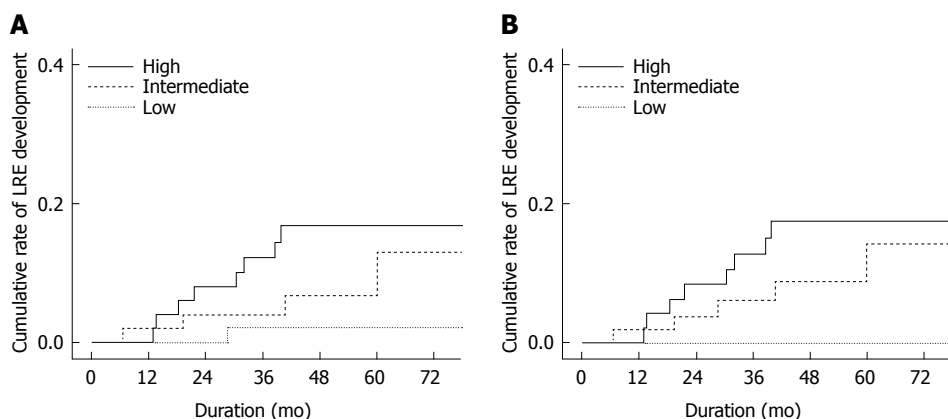 A
Cumulative rate of LRE development
0.4
0.2
0.0
High
Intermediate
Low
0 12 24 36 48 60 72
Duration (mo)
B
Cumulative rate of LRE development
0.4
0.2
0.0
High
Intermediate
Low
0 12 24 36 48 60 72
Duration (mo)